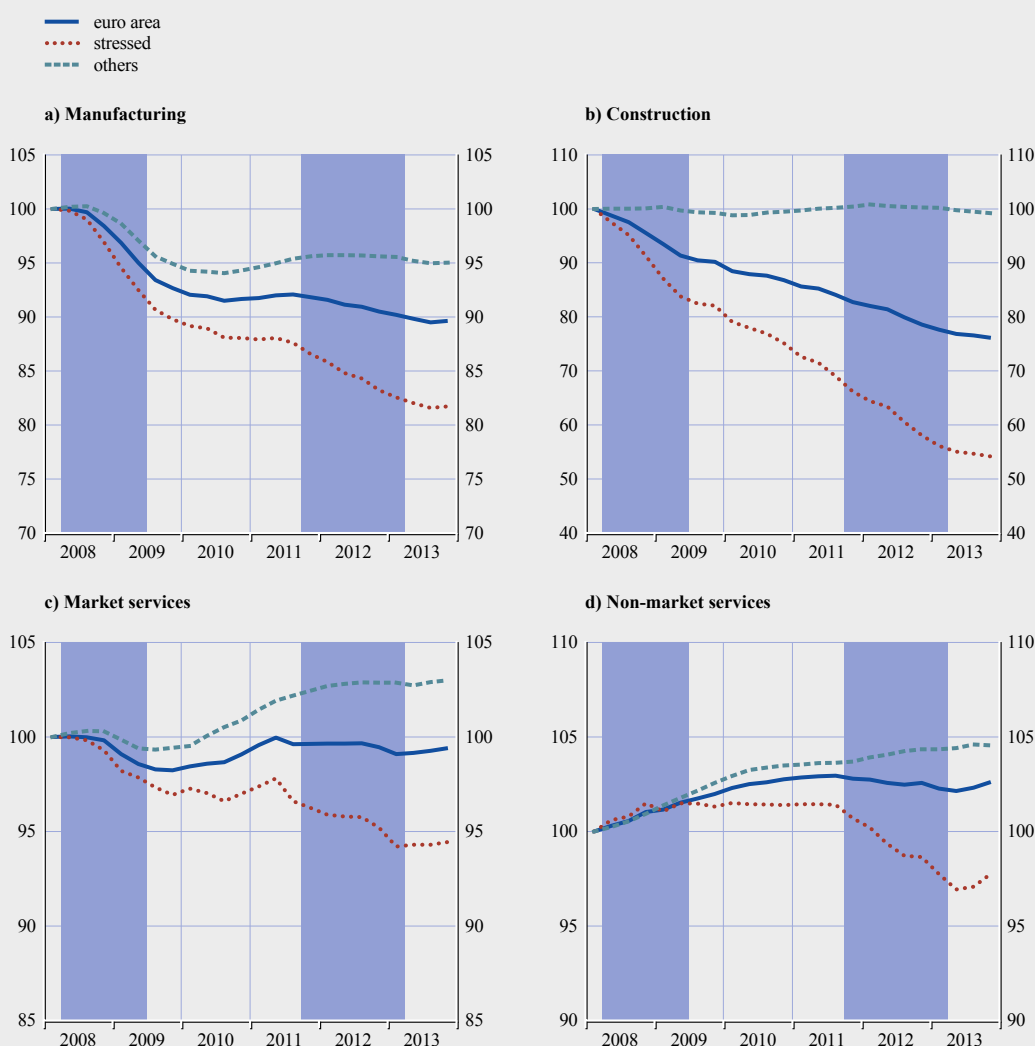 euro area
stressed
others
a) Manufacturing
105 105
100 100
95 95
90 90
85 85
80 80
75 75
70 70
2008 2009 2010 2011 2012 2013
b) Construction
110 110
100 100
90 90
80 80
70 70
60 60
50 50
40 40
2008 2009 2010 2011 2012 2013
c) Market services
105 105
100 100
95 95
90 90
85 85
2008 2009 2010 2011 2012 2013
d) Non-market services
110 110
105 105
100 100
95 95
90 90
2008 2009 2010 2011 2012 2013